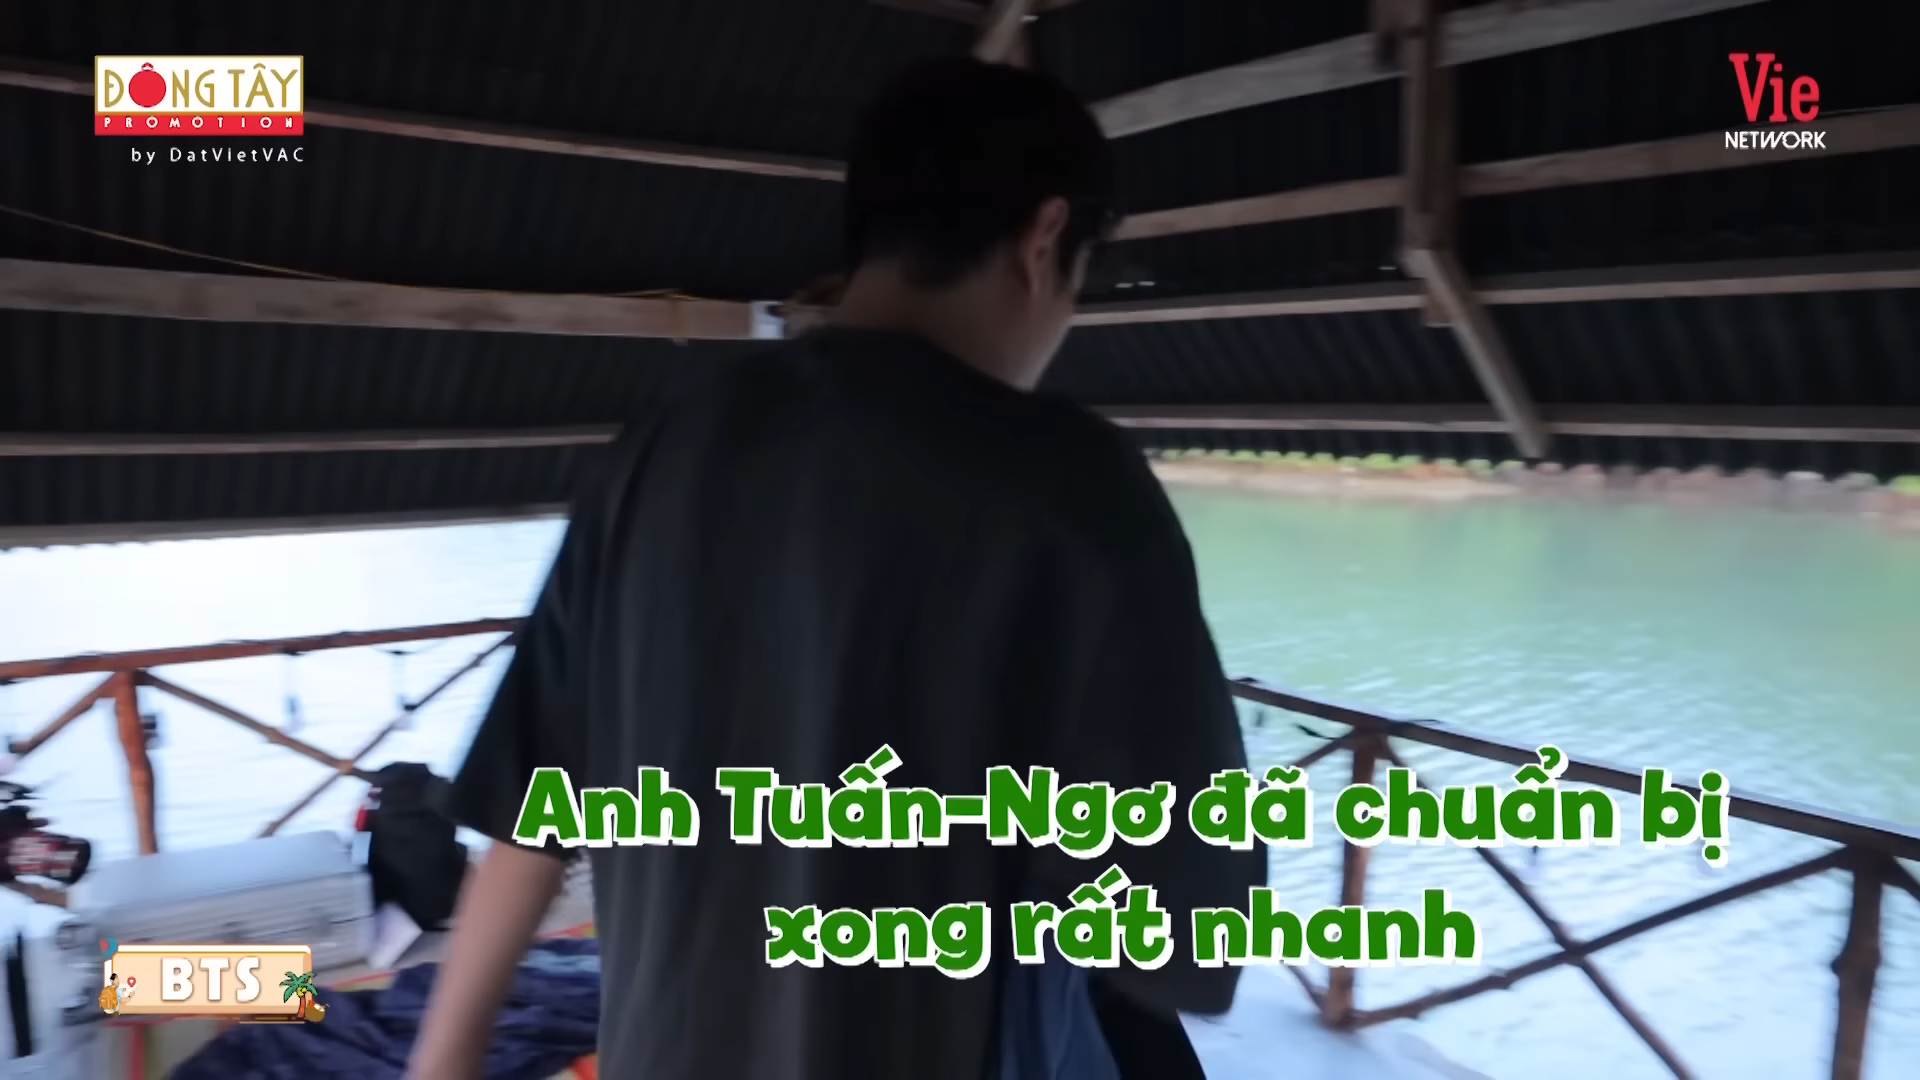 ĐÔNG TÂY
PROMOTION
by DatVietVAC
Vie
NETWORK
Anh Tuấn-Ngơ đã chuẩn bị
xong rất nhanh
BTS